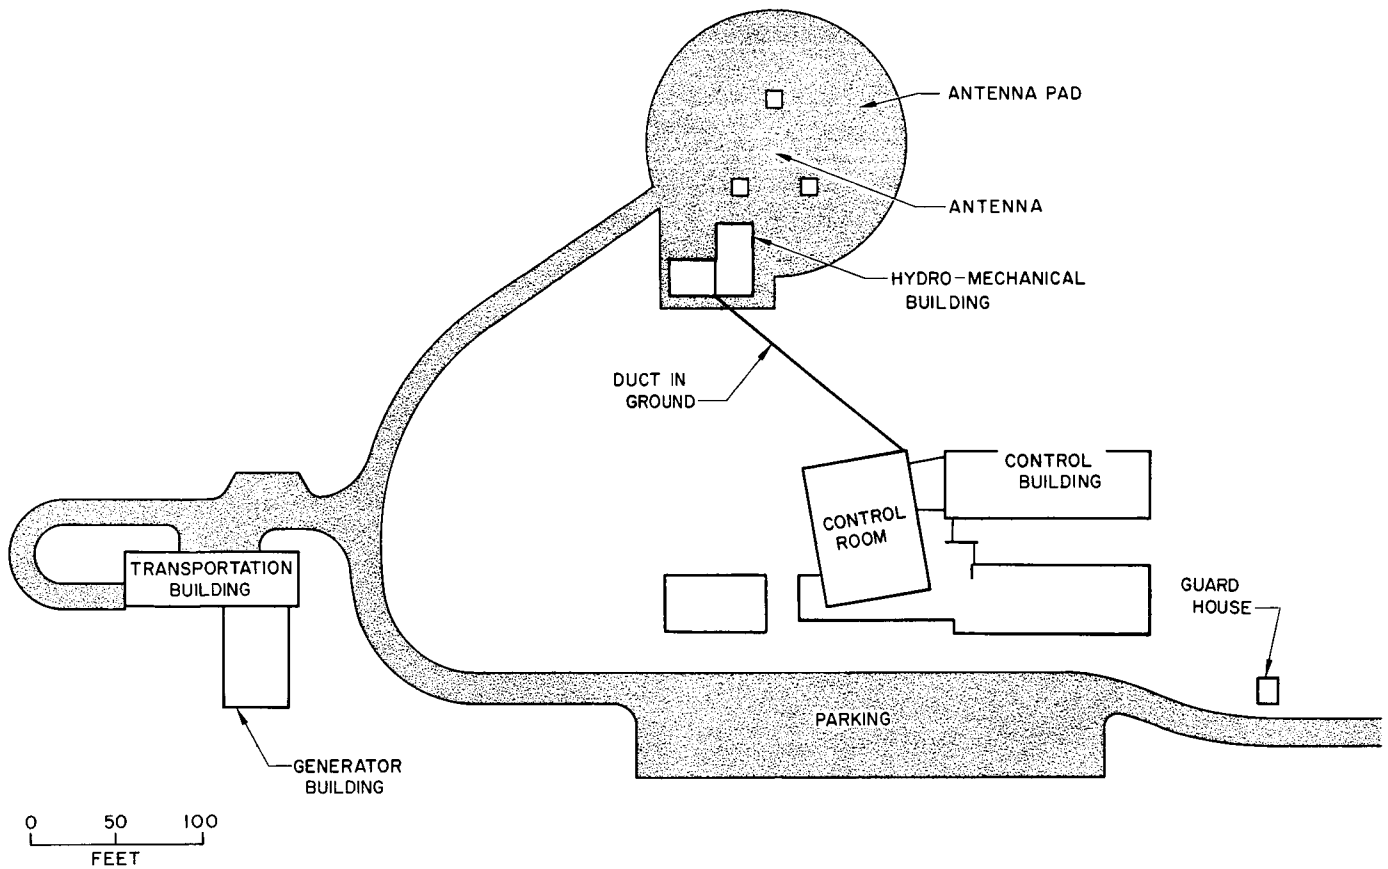 ANTENNA PAD
ANTENNA
HYDRO-MECHANICAL
BUILDING
DUCT IN
GROUND
CONTROL
BUILDING
CONTROL
ROOM
TRANSPORTATION
BUILDING
GUARD
HOUSE
PARKING
GENERATOR
BUILDING
0 50 100
FEET